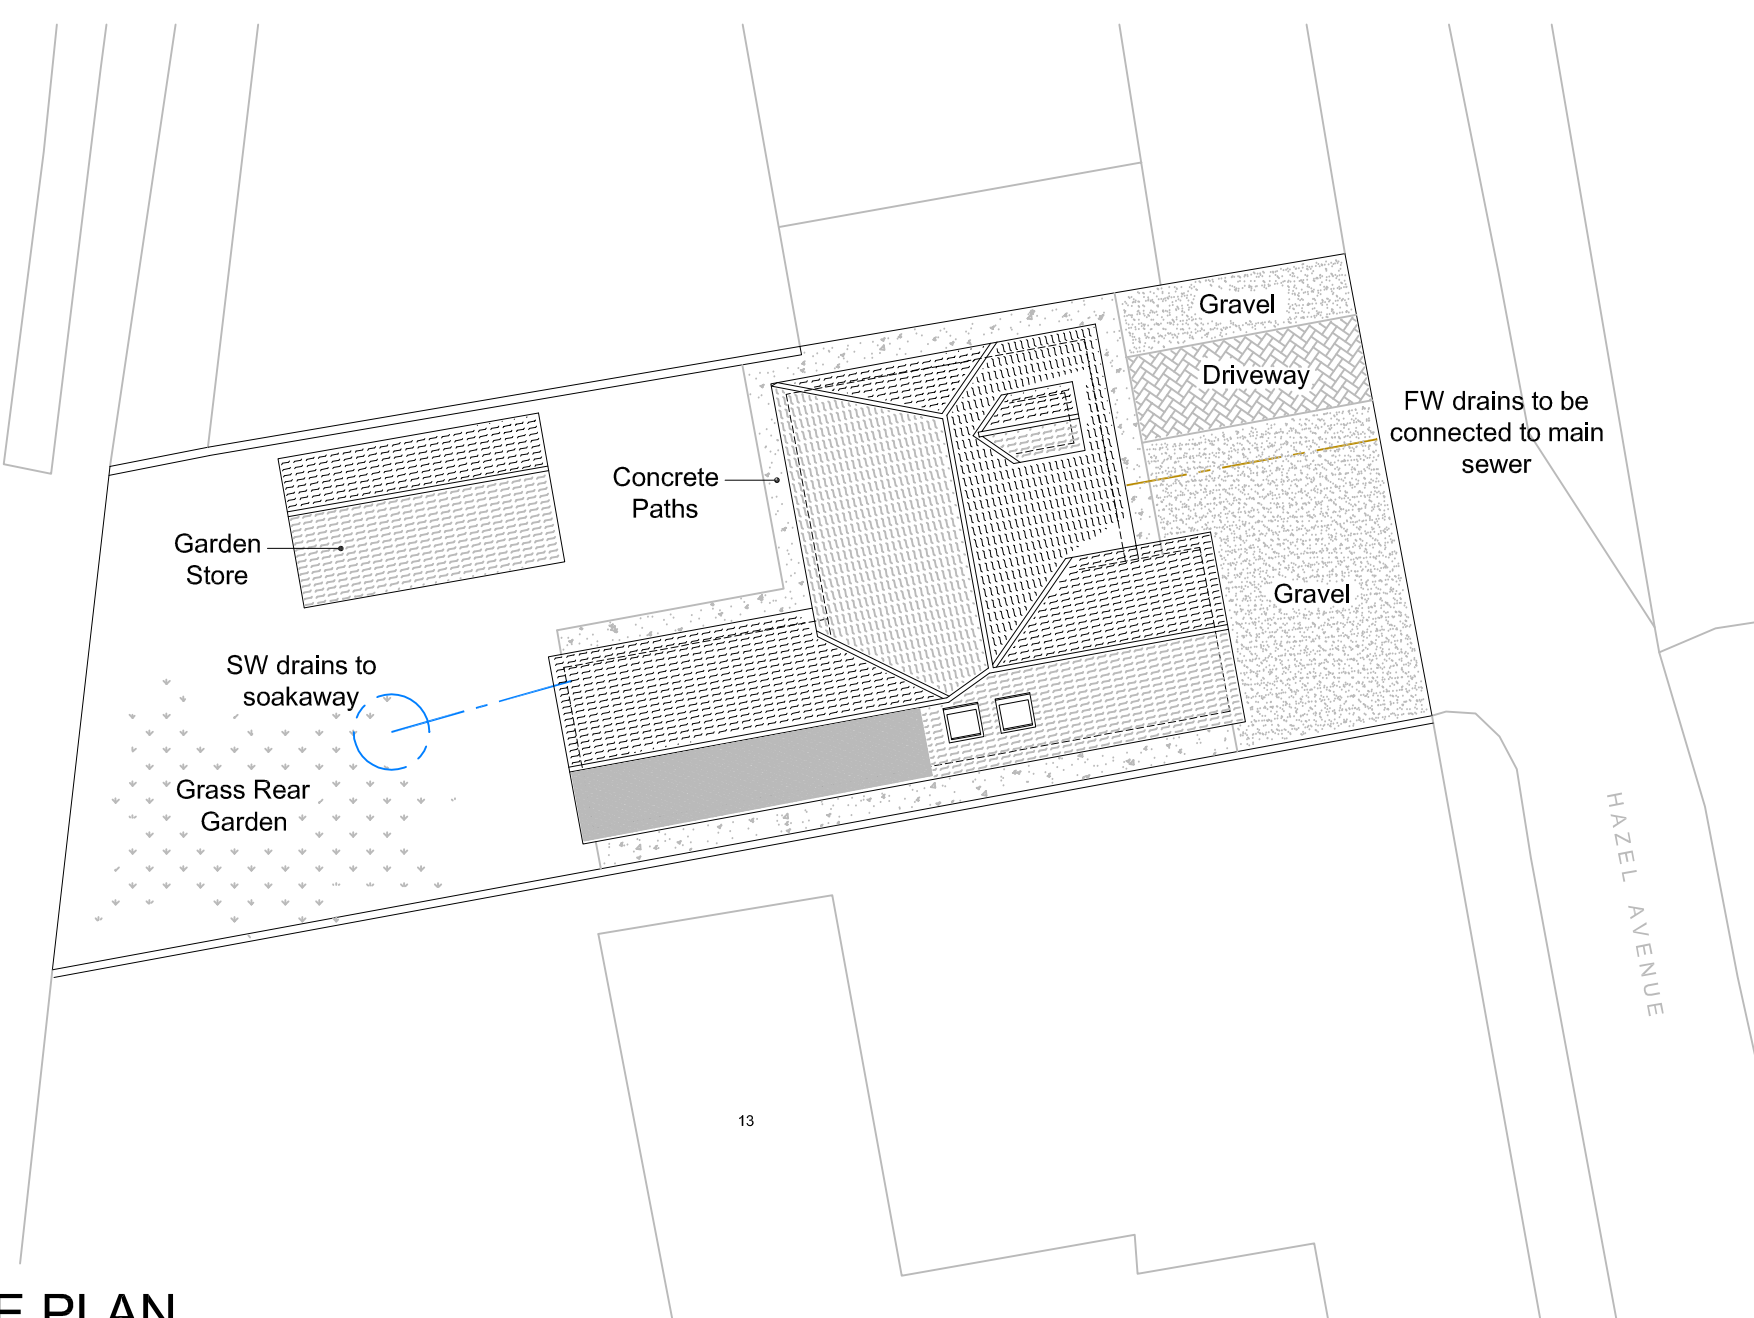 Gravel
Driveway
FW drains to be
connected to main
sewer
Concrete
Paths
Garden
Store
Gravel
SW drains to
soakaway
Grass Rear
Garden
HAZEL AVENUE
13
E PLAN